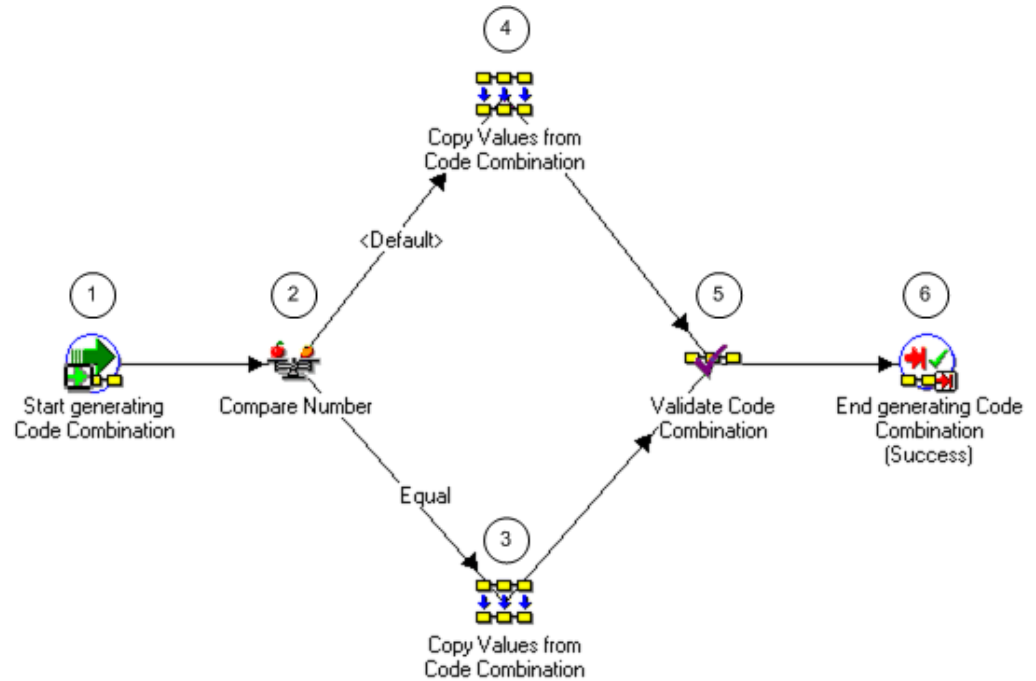 4
Copy Values from
Code Combination
<Default>
1
2
5
6
Start generating
Code Combination
Compare Number
Validate Code
Combination
End generating Code
Combination
(Success)
Equal
3
Copy Values from
Code Combination